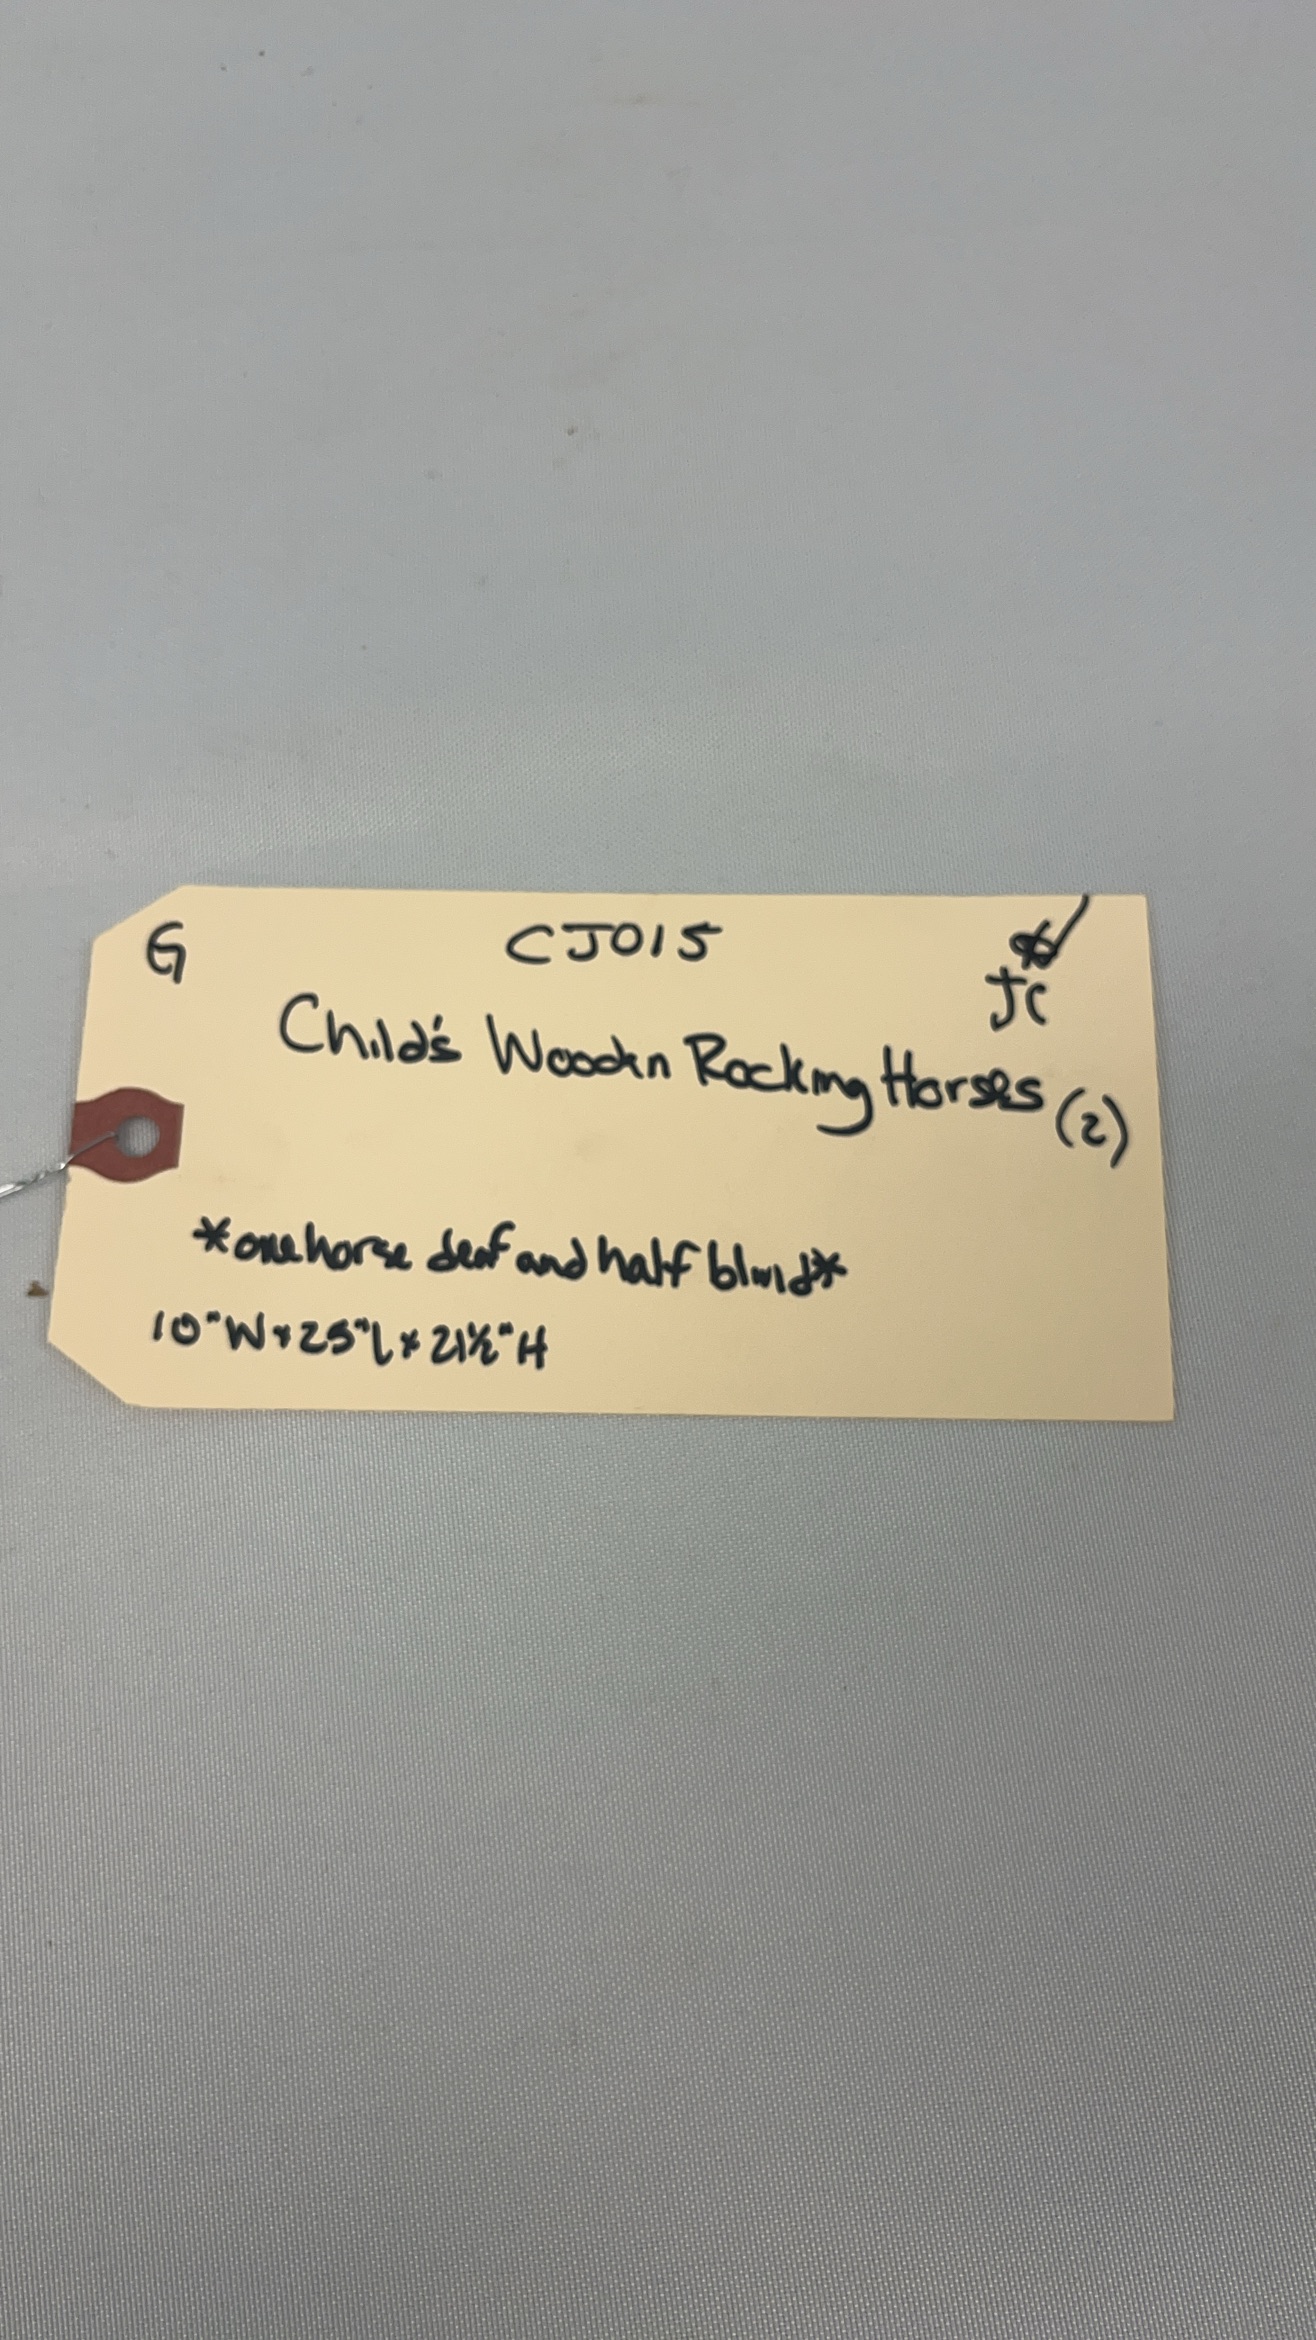 G CJ015
JC
Child's Wooden Rocking Horses (2)
*one horse deaf and half blind*
10"W x 25"L x 21½"H